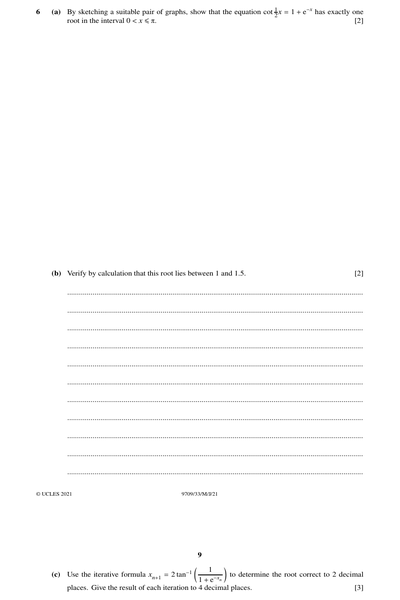 6 (a) By sketching a suitable pair of graphs, show that the equation cot ½x = 1 + e⁻ˣ has exactly one
root in the interval 0 < x ⩽ π. [2]
(b) Verify by calculation that this root lies between 1 and 1.5. [2]
© UCLES 2021 9709/33/M/J/21
9
(c) Use the iterative formula xₙ₊₁ = 2 tan⁻¹(1/(1 + e^(−xₙ))) to determine the root correct to 2 decimal
places. Give the result of each iteration to 4 decimal places. [3]